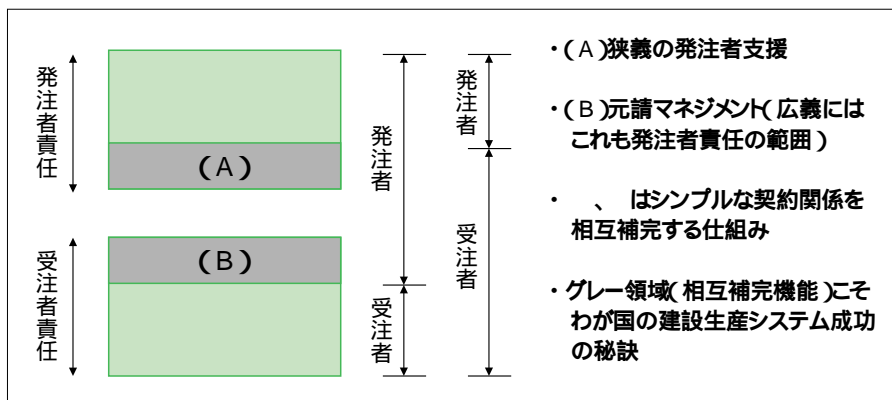 発注者責任
(A)
(B)
受注者責任
発注者
受注者
発注者
受注者
・(A)狭義の発注者支援
・(B)元請マネジメント(広義には
これも発注者責任の範囲)
・ 、 はシンプルな契約関係を
相互補完する仕組み
・グレー領域(相互補完機能)こそ
わが国の建設生産システム成功
の秘訣